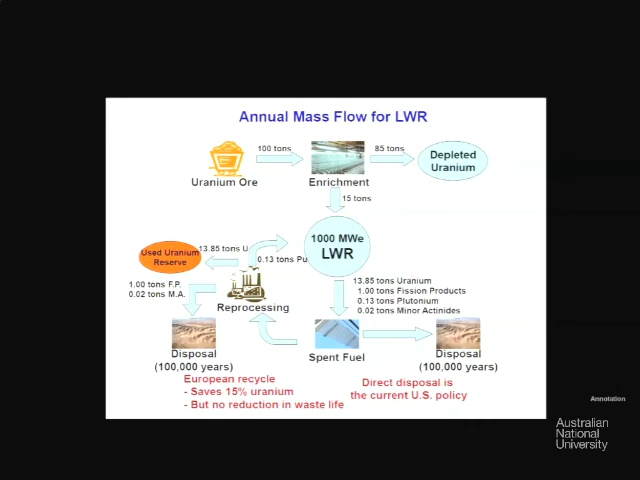 Annual Mass Flow for LWR
100 tons
85 tons
Depleted
Uranium
Uranium Ore
Enrichment
15 tons
1000 MWe
LWR
Used Uranium
Reserve
13.85 tons U
0.13 tons Pu
13.85 tons Uranium
1.00 tons Fission Products
0.13 tons Plutonium
0.02 tons Minor Actinides
1.00 tons F.P.
0.02 tons M.A.
Reprocessing
Disposal
(100,000 years)
Spent Fuel
Disposal
(100,000 years)
European recycle
- Saves 15% uranium
- But no reduction in waste life
Direct disposal is
the current U.S. policy
Annotation
Australian
National
University